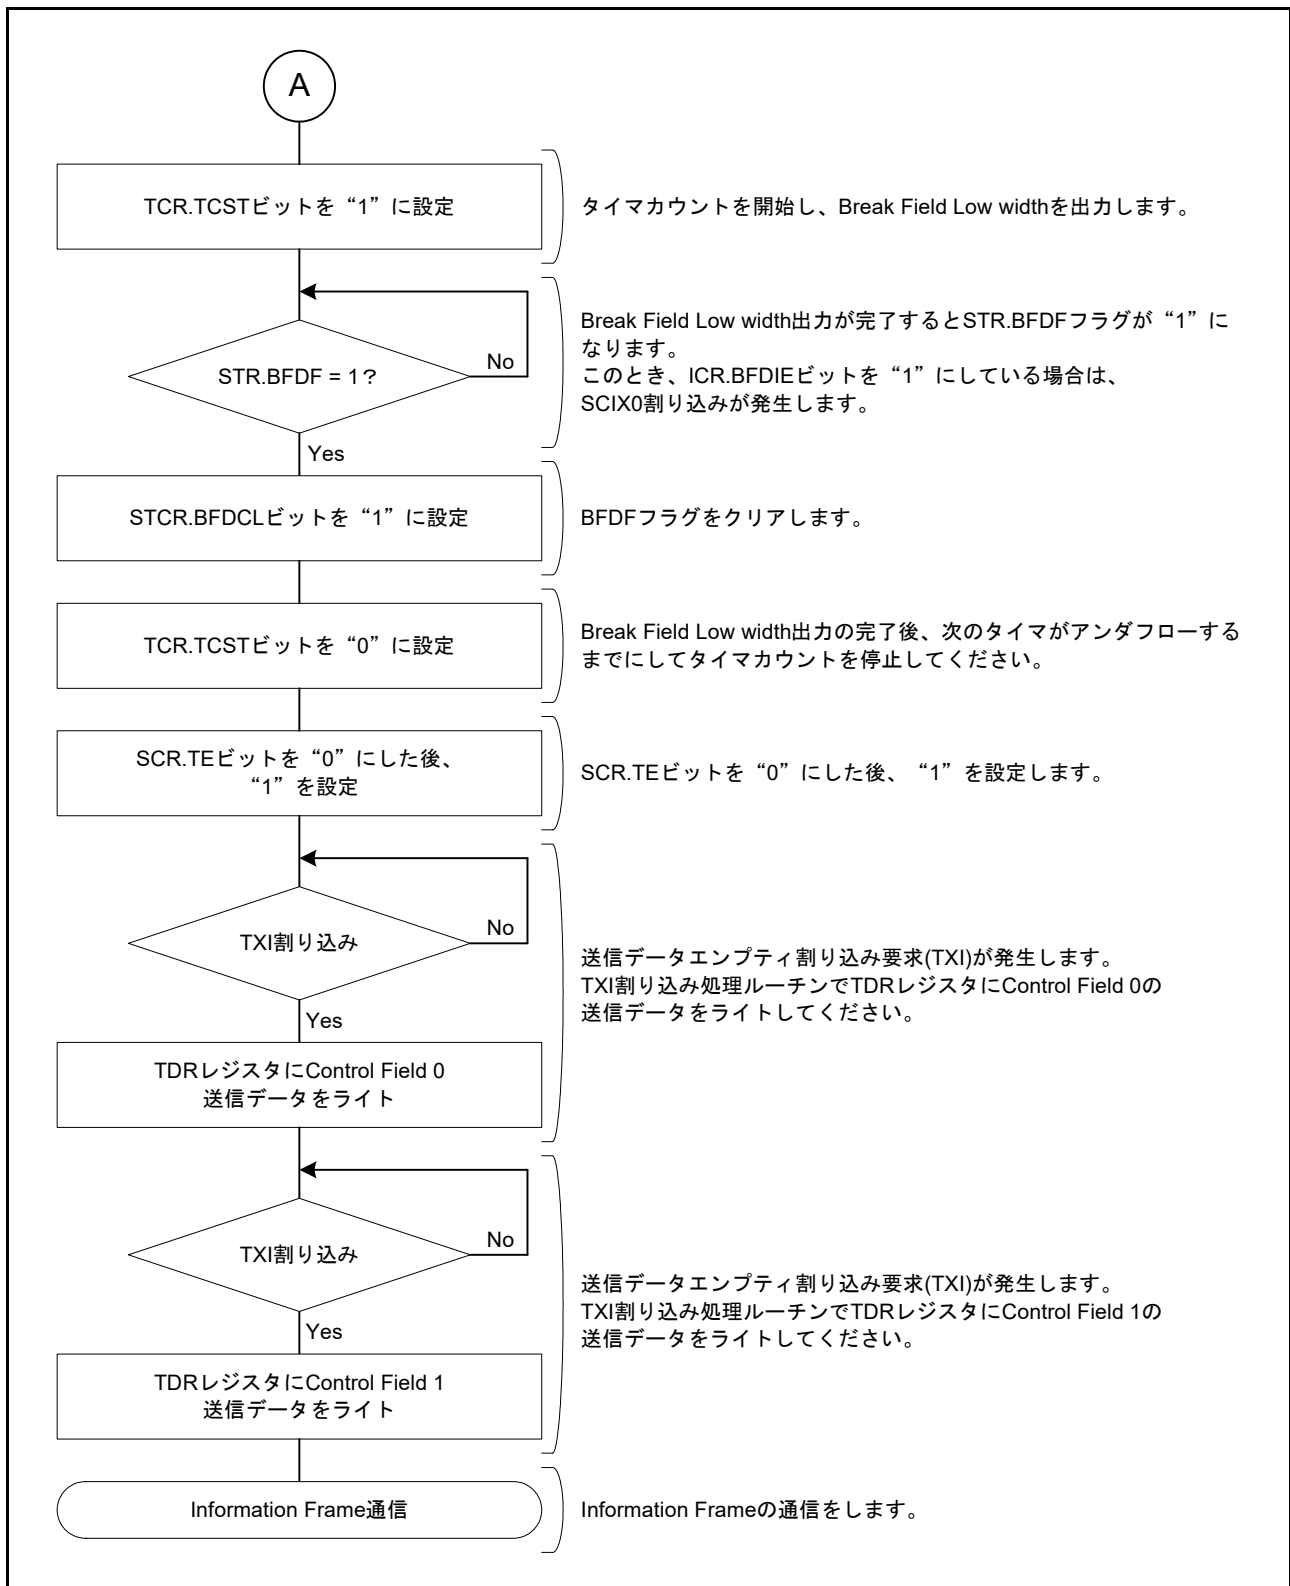 A
TCR.TCSTビットを“1”に設定
タイマカウントを開始し、Break Field Low widthを出力します。
STR.BFDF = 1？
No
Yes
Break Field Low width出力が完了するとSTR.BFDFフラグが“1”に
なります。
このとき、ICR.BFDIEビットを“1”にしている場合は、
SCIX0割り込みが発生します。
STCR.BFDCLビットを“1”に設定
BFDFフラグをクリアします。
TCR.TCSTビットを“0”に設定
Break Field Low width出力の完了後、次のタイマがアンダフローする
までにしてタイマカウントを停止してください。
SCR.TEビットを“0”にした後、
“1”を設定
SCR.TEビットを“0”にした後、“1”を設定します。
TXI割り込み
No
Yes
TDRレジスタにControl Field 0
送信データをライト
送信データエンプティ割り込み要求(TXI)が発生します。
TXI割り込み処理ルーチンでTDRレジスタにControl Field 0の
送信データをライトしてください。
TXI割り込み
No
Yes
TDRレジスタにControl Field 1
送信データをライト
送信データエンプティ割り込み要求(TXI)が発生します。
TXI割り込み処理ルーチンでTDRレジスタにControl Field 1の
送信データをライトしてください。
Information Frame通信
Information Frameの通信をします。